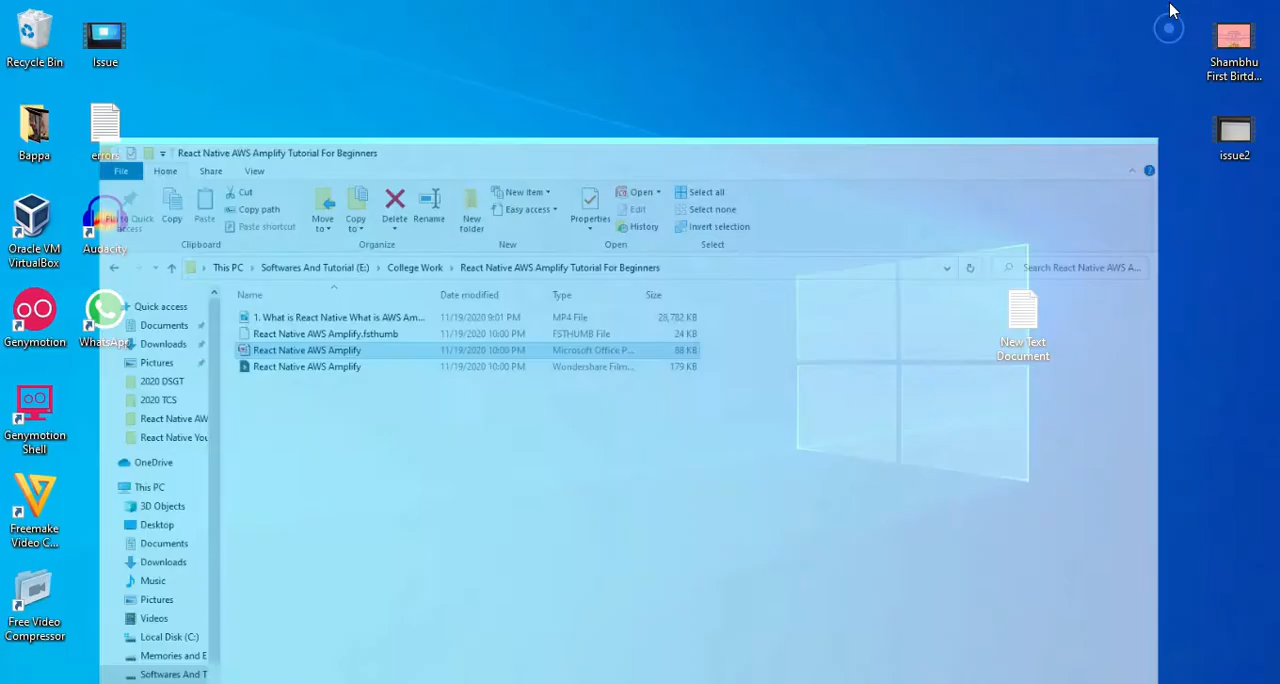 Recycle Bin
Issue
Shambhu
First Birtd...
Bappa
errors
issue2
Oracle VM
VirtualBox
Audacity
Genymotion
WhatsApp
Genymotion
Shell
Freemake
Video C...
Free Video
Compressor
New Text
Document
React Native AWS Amplify Tutorial For Beginners
File Home Share View
Pin to Quick
access
Copy
Paste
Cut
Copy path
Paste shortcut
Clipboard
Move
to
Copy
to
Delete
Rename
Organize
New
folder
New item
Easy access
New
Properties
Open
Edit
History
Open
Select all
Select none
Invert selection
Select
This PC Softwares And Tutorial (E:) College Work React Native AWS Amplify Tutorial For Beginners
Search React Native AWS A...
Name Date modified Type Size
1. What is React Native What is AWS Am... 11/19/2020 9:01 PM MP4 File 28,782 KB
React Native AWS Amplify.fsthumb 11/19/2020 10:00 PM FSTHUMB File 24 KB
React Native AWS Amplify 11/19/2020 10:00 PM Microsoft Office P... 88 KB
React Native AWS Amplify 11/19/2020 10:00 PM Wondershare Film... 179 KB
Quick access
Documents
Downloads
Pictures
2020 DSGT
2020 TCS
React Native AW
React Native You
OneDrive
This PC
3D Objects
Desktop
Documents
Downloads
Music
Pictures
Videos
Local Disk (C:)
Memories and E
Softwares And T